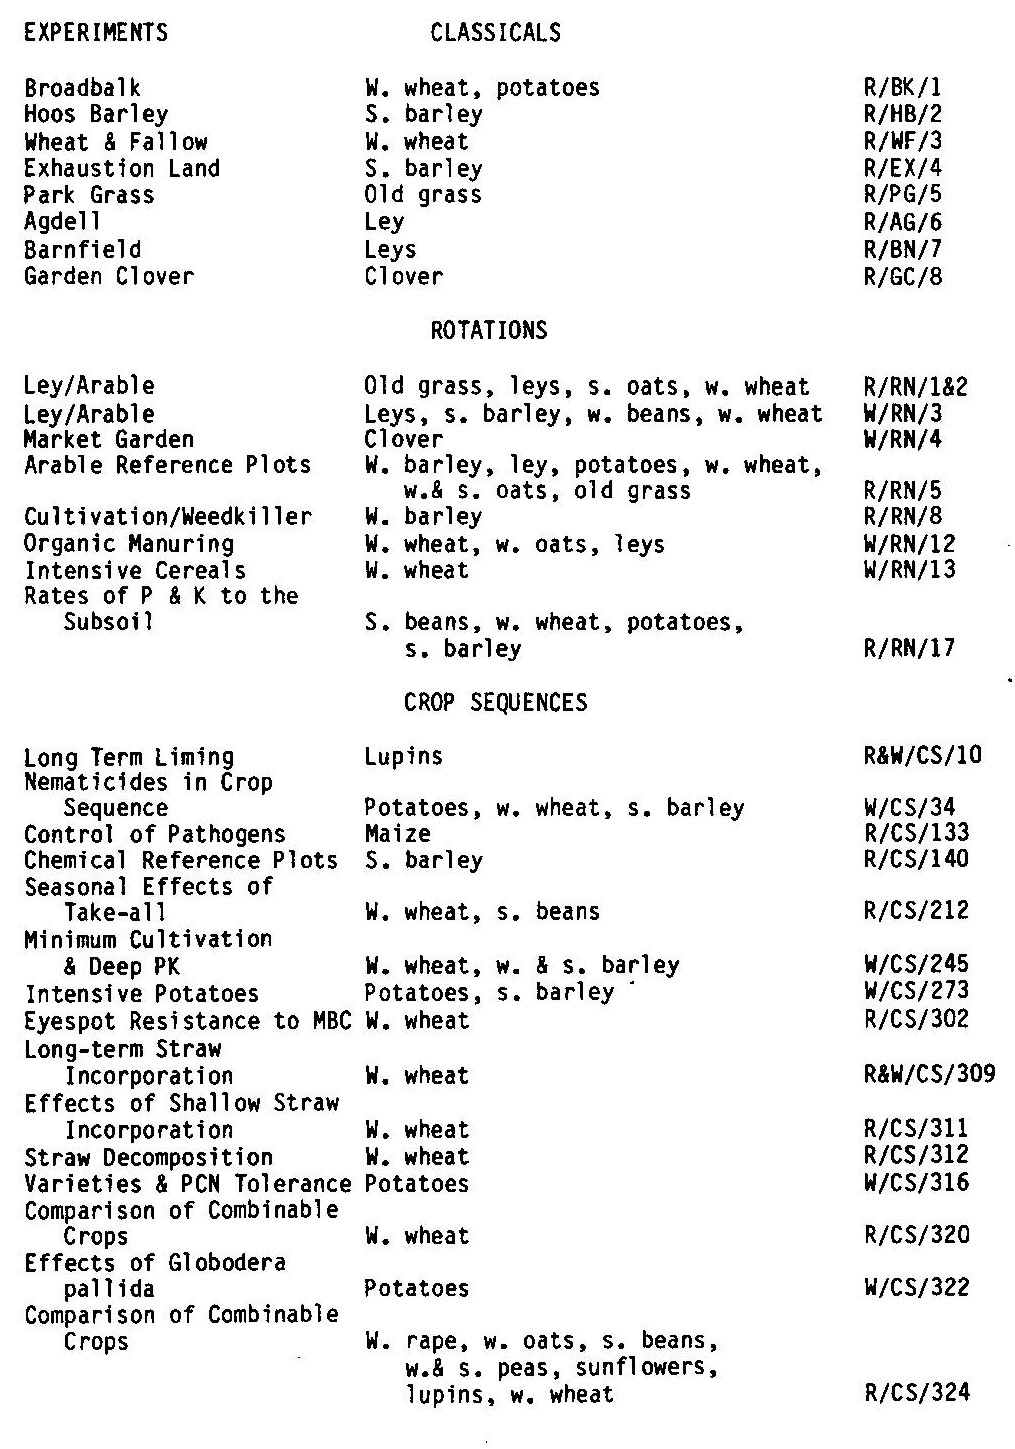 EXPERIMENTS CLASSICALS
Broadbalk W. wheat, potatoes R/BK/1
Hoos Barley S. barley R/HB/2
Wheat & Fallow W. wheat R/WF/3
Exhaustion Land S. barley R/EX/4
Park Grass Old grass R/PG/5
Agdell Ley R/AG/6
Barnfield Leys R/BN/7
Garden Clover Clover R/GC/8
ROTATIONS
Ley/Arable Old grass, leys, s. oats, w. wheat R/RN/1&2
Ley/Arable Leys, s. barley, w. beans, w. wheat W/RN/3
Market Garden Clover W/RN/4
Arable Reference Plots W. barley, ley, potatoes, w. wheat,
w.& s. oats, old grass R/RN/5
Cultivation/Weedkiller W. barley R/RN/8
Organic Manuring W. wheat, w. oats, leys W/RN/12
Intensive Cereals W. wheat W/RN/13
Rates of P & K to the
Subsoil S. beans, w. wheat, potatoes,
s. barley R/RN/17
CROP SEQUENCES
Long Term Liming Lupins R&W/CS/10
Nematicides in Crop
Sequence Potatoes, w. wheat, s. barley W/CS/34
Control of Pathogens Maize R/CS/133
Chemical Reference Plots S. barley R/CS/140
Seasonal Effects of
Take-all W. wheat, s. beans R/CS/212
Minimum Cultivation
& Deep PK W. wheat, w. & s. barley W/CS/245
Intensive Potatoes Potatoes, s. barley W/CS/273
Eyespot Resistance to MBC W. wheat R/CS/302
Long-term Straw
Incorporation W. wheat R&W/CS/309
Effects of Shallow Straw
Incorporation W. wheat R/CS/311
Straw Decomposition W. wheat R/CS/312
Varieties & PCN Tolerance Potatoes W/CS/316
Comparison of Combinable
Crops W. wheat R/CS/320
Effects of Globodera
pallida Potatoes W/CS/322
Comparison of Combinable
Crops W. rape, w. oats, s. beans,
w.& s. peas, sunflowers,
lupins, w. wheat R/CS/324